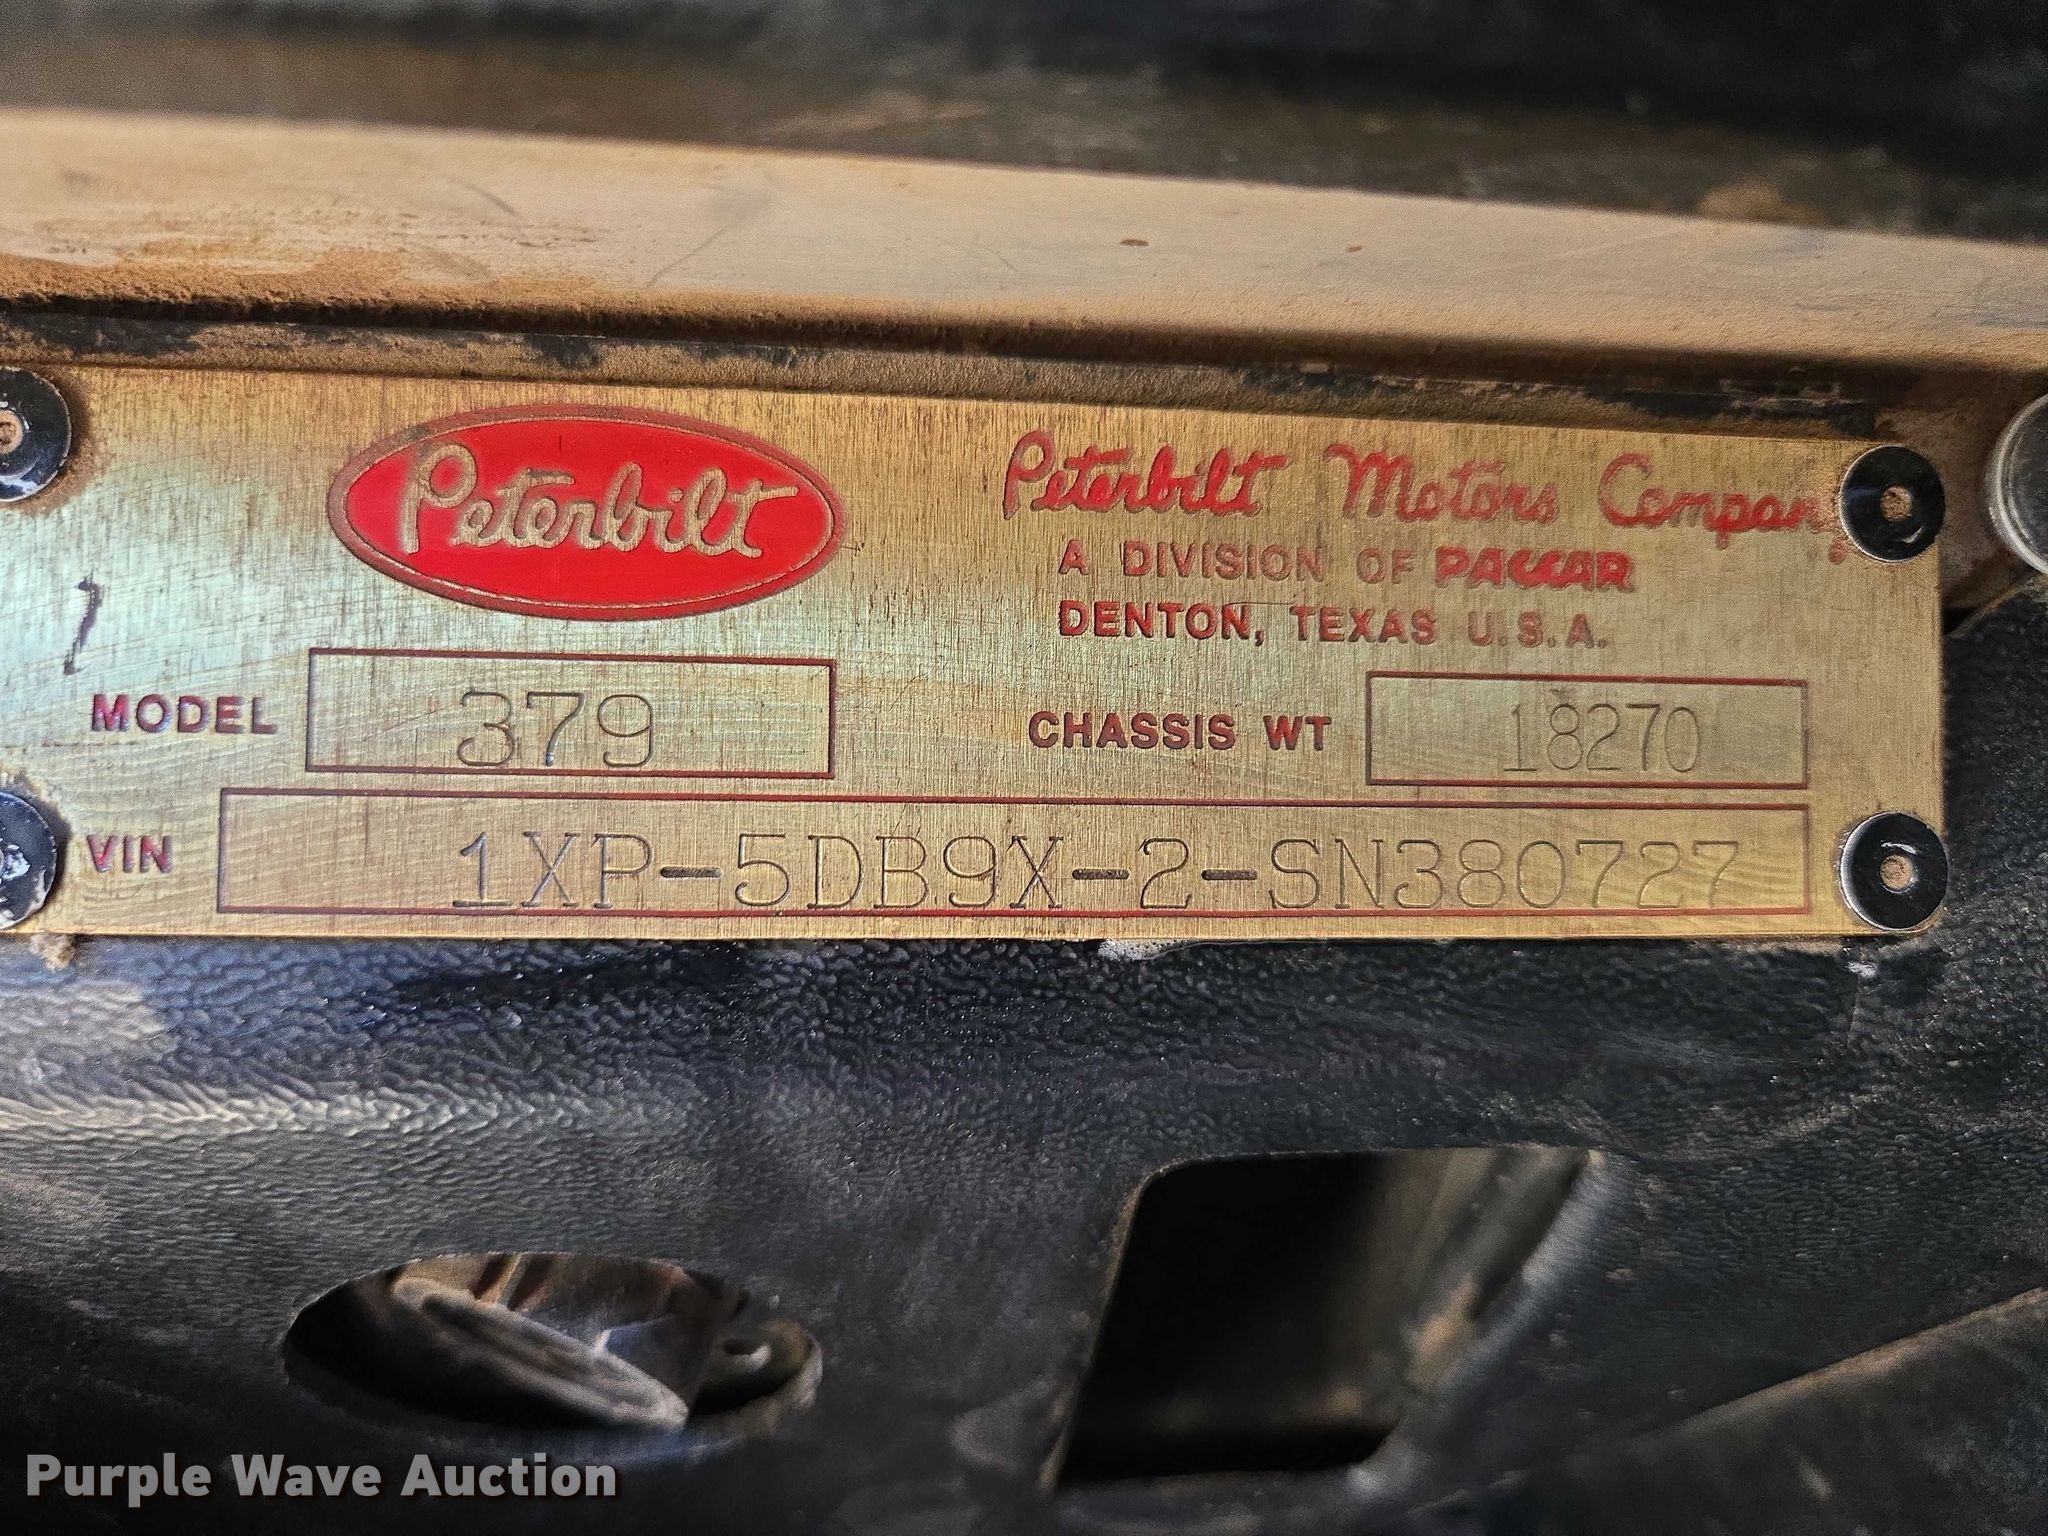 Peterbilt
Peterbilt Motors Company
A DIVISION OF PACCAR
DENTON, TEXAS U.S.A.
MODEL 379
CHASSIS WT 18270
VIN 1XP-5DB9X-2-SN380727
Purple Wave Auction